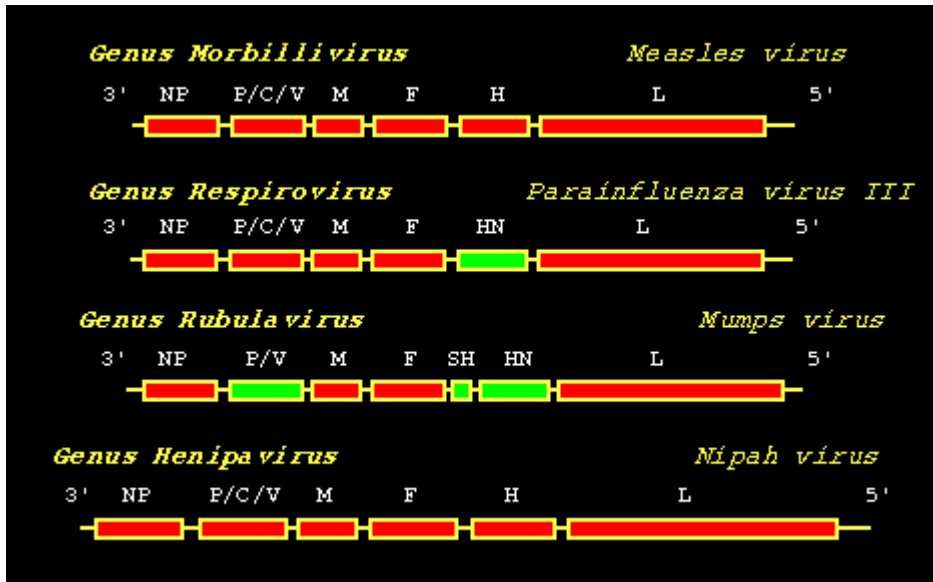 Genus Morbillivirus Measles virus
3' NP P/C/V M F H L 5'
Genus Respirovirus Parainfluenza virus III
3' NP P/C/V M F HN L 5'
Genus Rubulavirus Mumps virus
3' NP P/V M F SH HN L 5'
Genus Henipavirus Nipah virus
3' NP P/C/V M F H L 5'